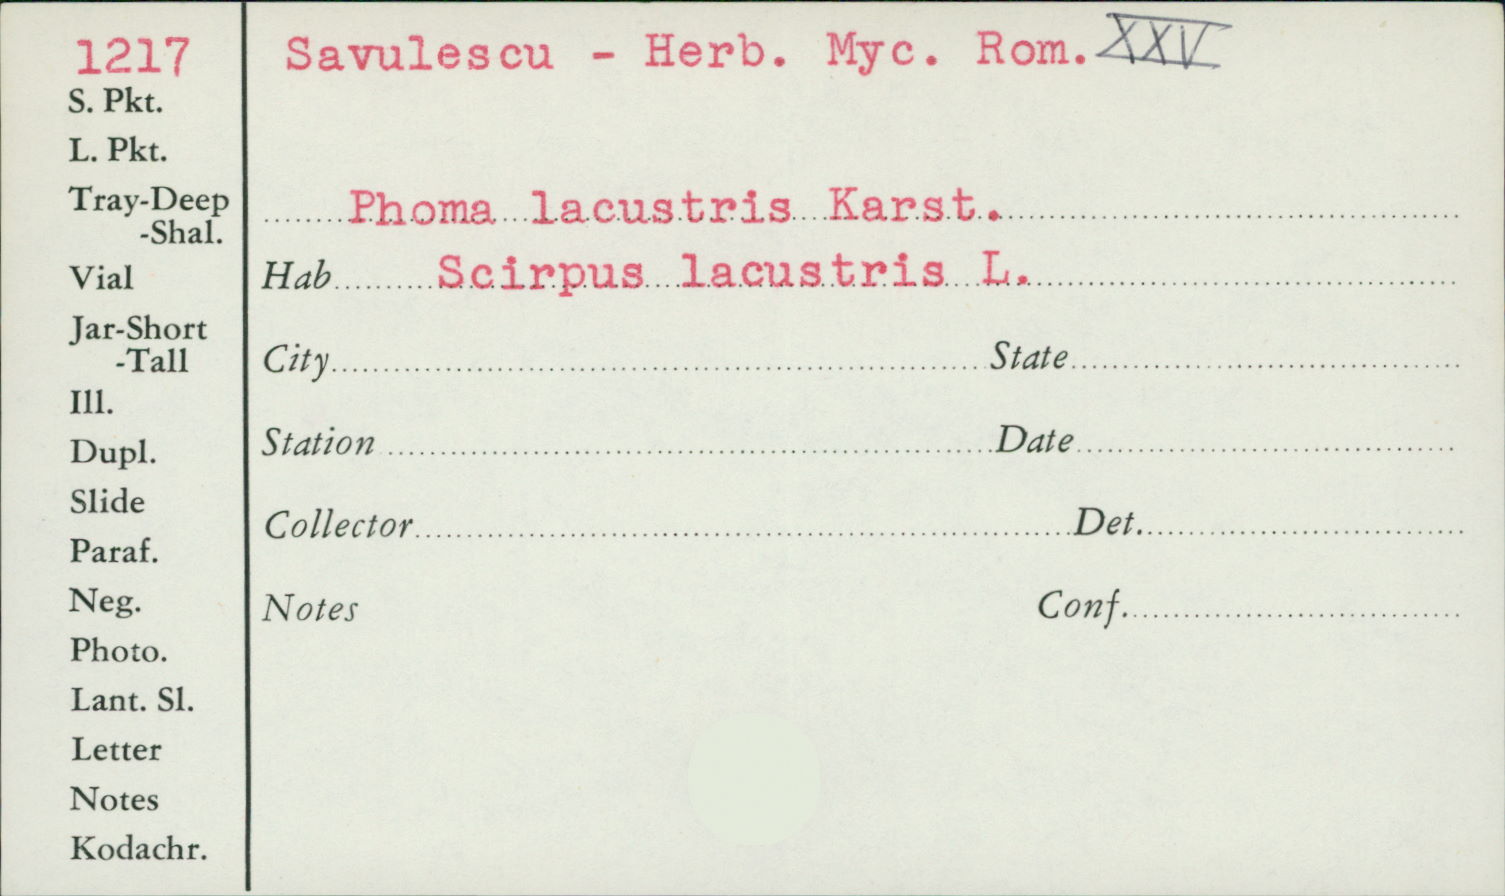 1217 Savulescu - Herb. Myc. Rom. XXV
S. Pkt.
L. Pkt.
Tray-Deep
-Shal.
Vial
Jar-Short
-Tall
Ill.
Dupl.
Slide
Paraf.
Neg.
Photo.
Lant. Sl.
Letter
Notes
Kodachr.
Phoma lacustris Karst.
Hab Scirpus lacustris L.
City State
Station Date
Collector Det.
Notes Conf.